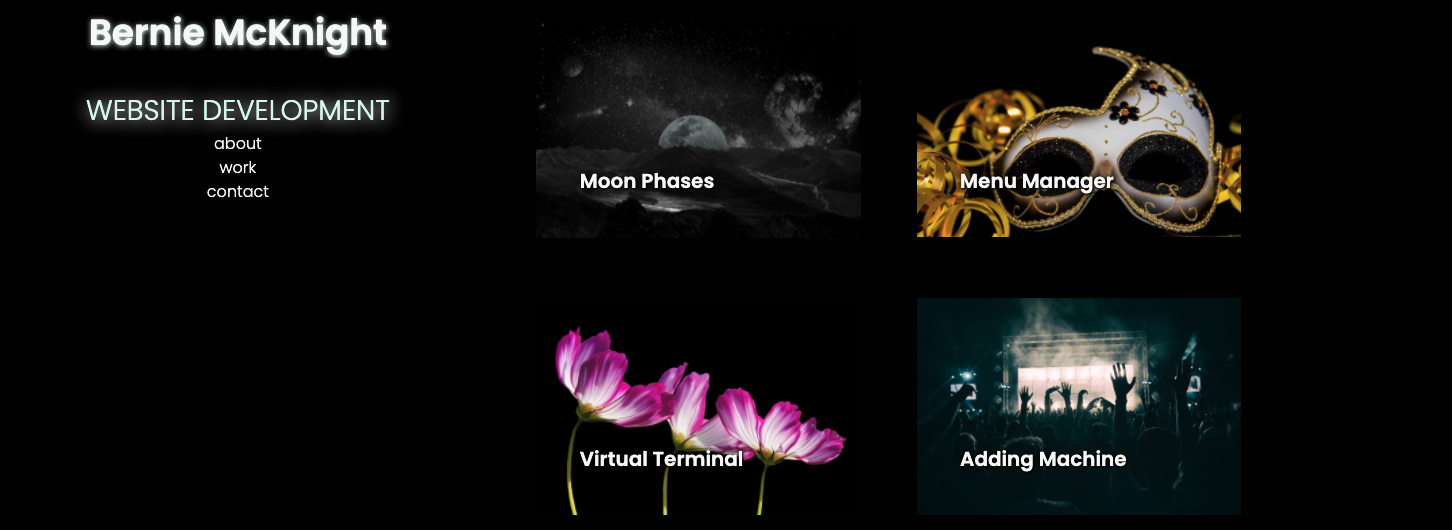 Bernie McKnight
WEBSITE DEVELOPMENT
about
work
contact
Moon Phases
Menu Manager
Virtual Terminal
Adding Machine